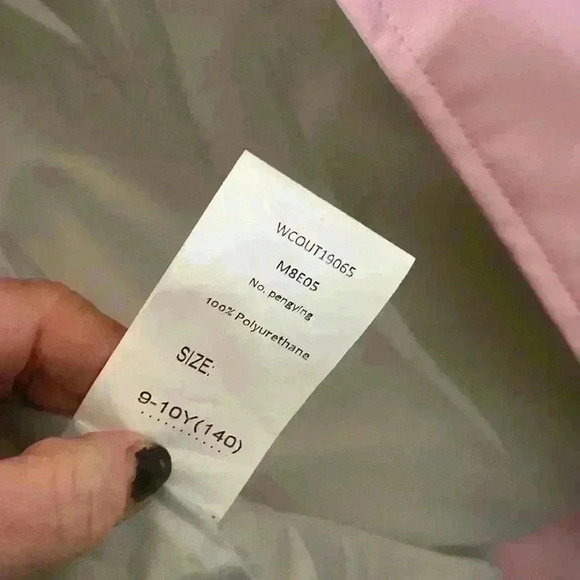 WCOUT19065
M8E05
No. pengying
100% Polyurethane
SIZE:
9-10Y(140)